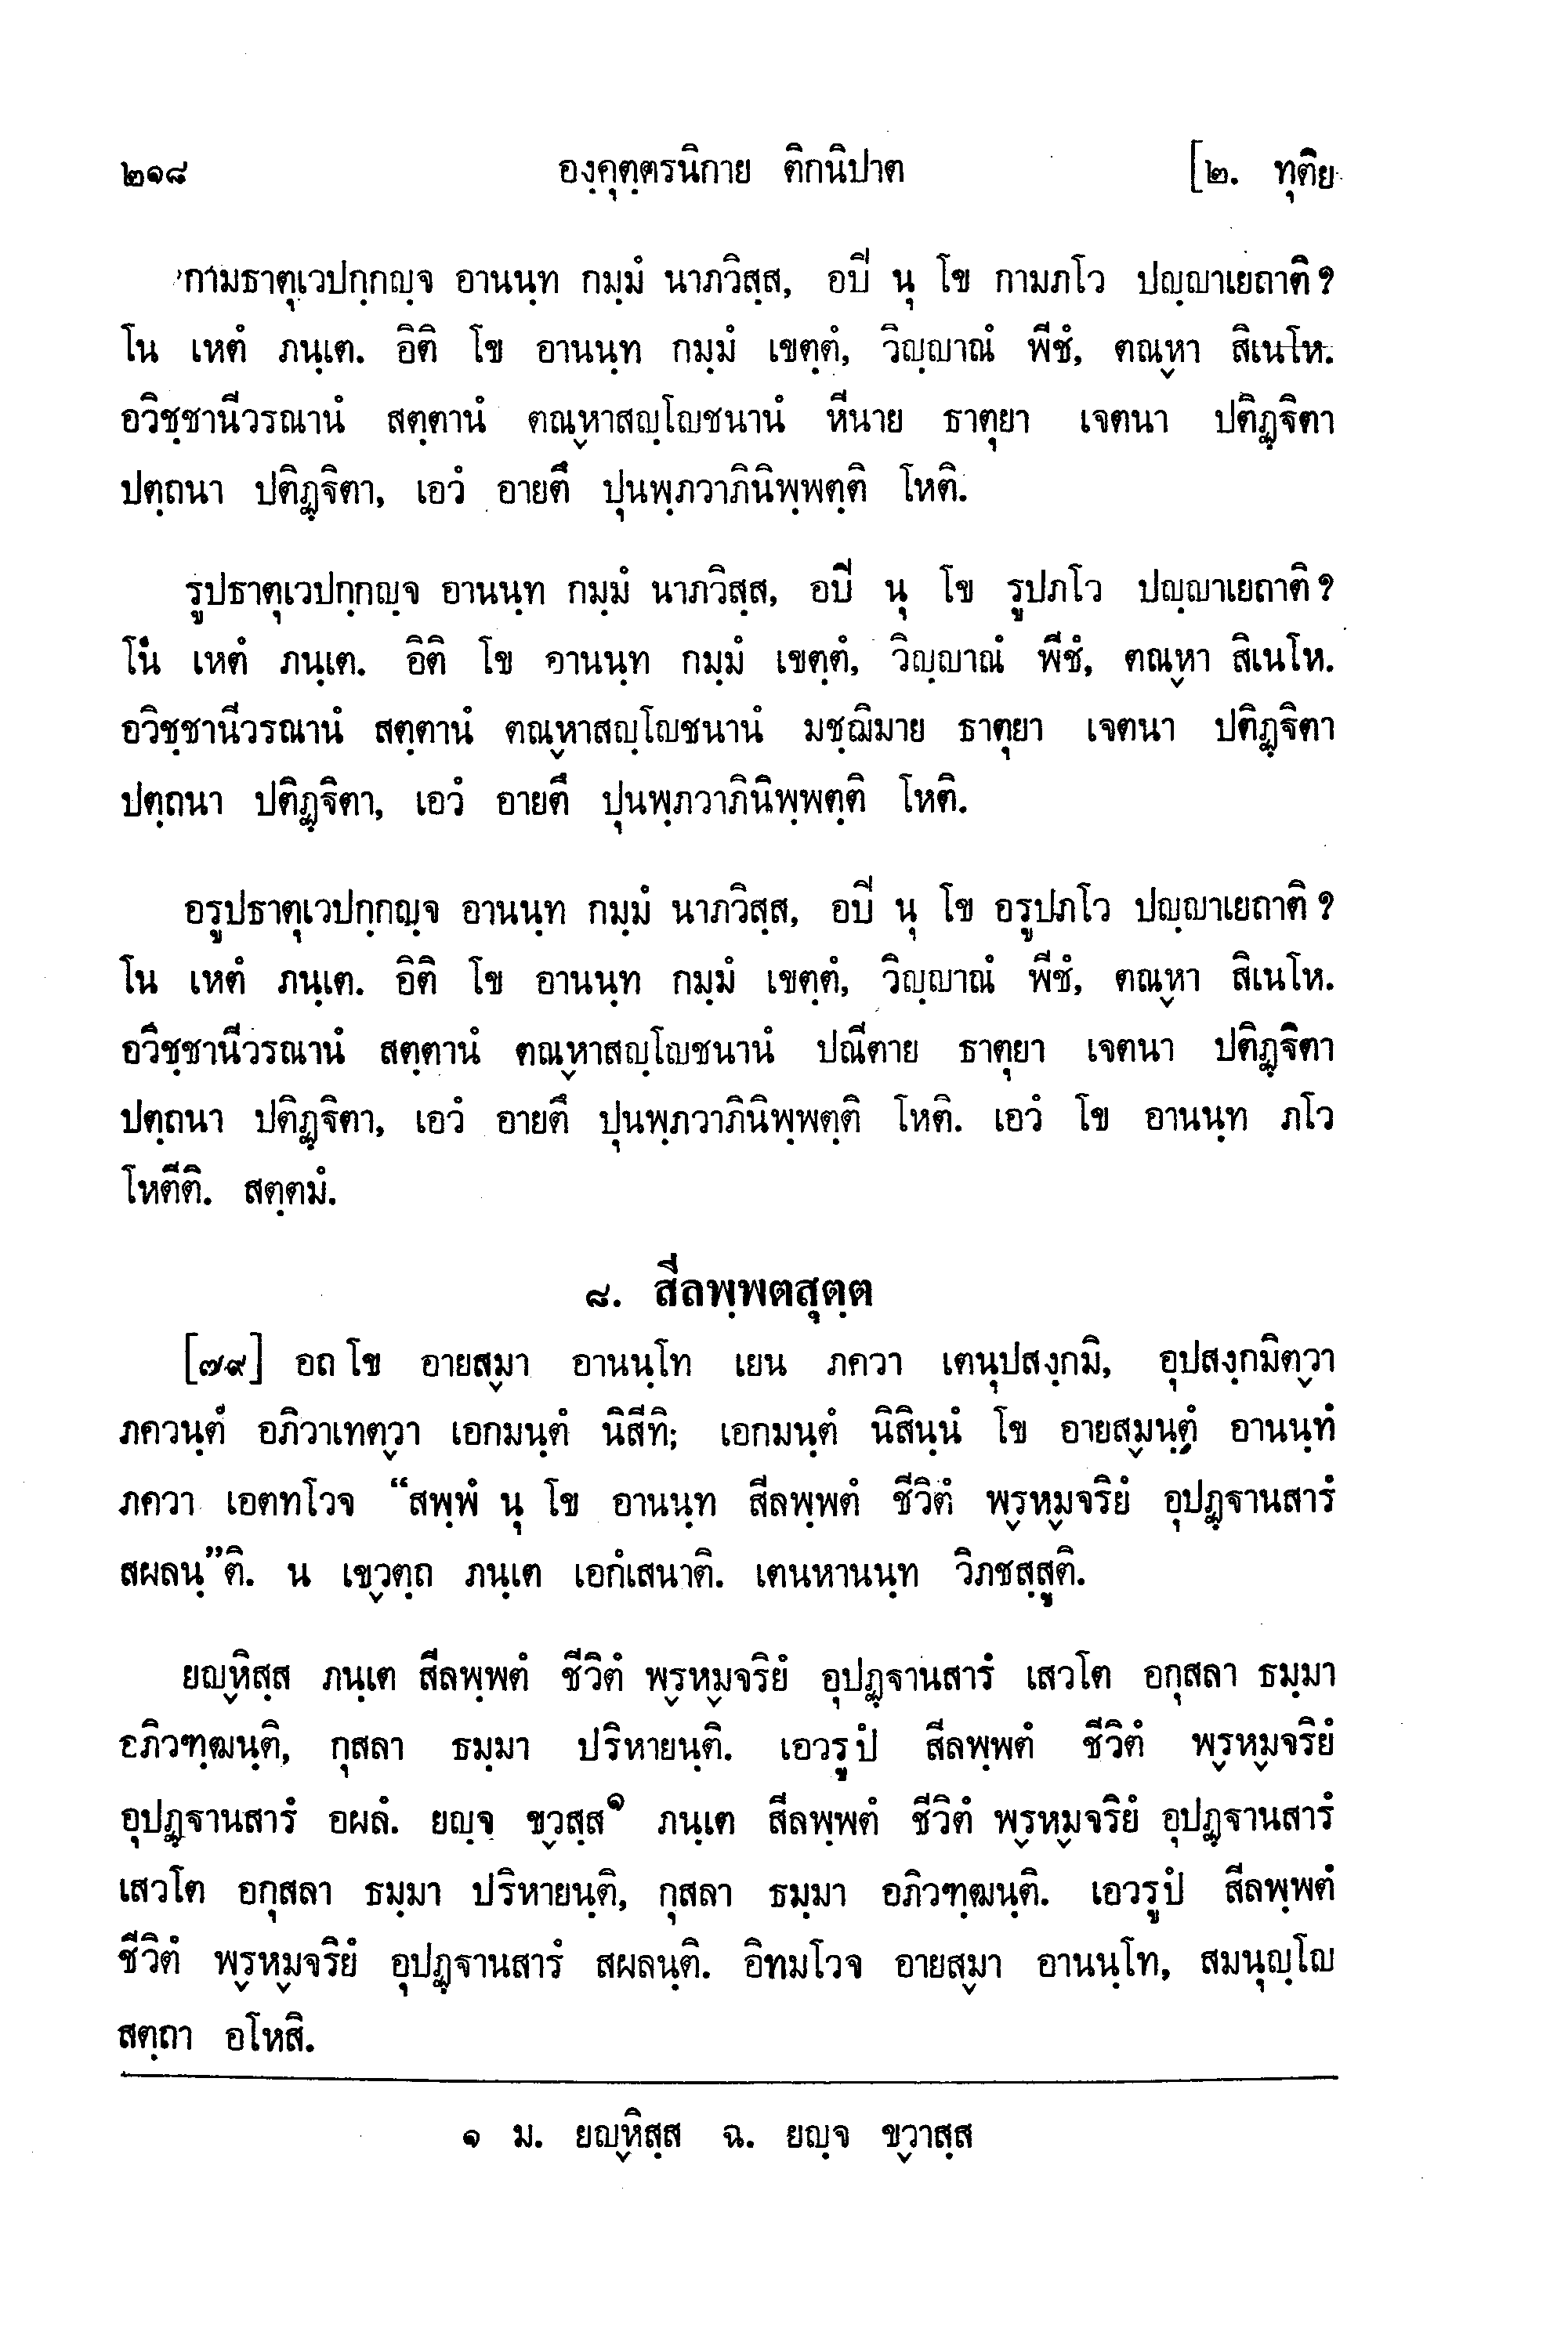 ๒๑๘ องฺคุตฺตรนิกาย ติกนิปาต [๒. ทุติย
กามธาตุเวปกฺกญฺจ อานนฺท กมฺมํ นาภวิสฺส, อปิ นุ โข กามภโว ปญฺญาเยถาติ ?
โน เหตํ ภนฺเต. อิติ โข อานนฺท กมฺมํ เขตฺตํ, วิญฺญาณํ พีชํ, ตณฺหา สิเนโห.
อวิชฺชานีวรณานํ สตฺตานํ ตณฺหาสญฺโญชนานํ หีนาย ธาตุยา เจตนา ปติฏฺฐิตา
ปตฺถนา ปติฏฺฐิตา, เอวํ อายตึ ปุนพฺภวาภินิพฺพตฺติ โหติ.
รูปธาตุเวปกฺกญฺจ อานนฺท กมฺมํ นาภวิสฺส, อปิ นุ โข รูปภโว ปญฺญาเยถาติ ?
โน เหตํ ภนฺเต. อิติ โข อานนฺท กมฺมํ เขตฺตํ, วิญฺญาณํ พีชํ, ตณฺหา สิเนโห.
อวิชฺชานีวรณานํ สตฺตานํ ตณฺหาสญฺโญชนานํ มชฺฌิมาย ธาตุยา เจตนา ปติฏฺฐิตา
ปตฺถนา ปติฏฺฐิตา, เอวํ อายตึ ปุนพฺภวาภินิพฺพตฺติ โหติ.
อรูปธาตุเวปกฺกญฺจ อานนฺท กมฺมํ นาภวิสฺส, อปิ นุ โข อรูปภโว ปญฺญาเยถาติ ?
โน เหตํ ภนฺเต. อิติ โข อานนฺท กมฺมํ เขตฺตํ, วิญฺญาณํ พีชํ, ตณฺหา สิเนโห.
อวิชฺชานีวรณานํ สตฺตานํ ตณฺหาสญฺโญชนานํ ปณีตาย ธาตุยา เจตนา ปติฏฺฐิตา
ปตฺถนา ปติฏฺฐิตา, เอวํ อายตึ ปุนพฺภวาภินิพฺพตฺติ โหติ. เอวํ โข อานนฺท ภโว
โหตีติ. สตฺตมํ.
๘. สีลพฺพตสุตฺต
[๗๙] อถ โข อายสฺมา อานนฺโท เยน ภควา เตนุปสงฺกมิ, อุปสงฺกมิตฺวา
ภควนฺตํ อภิวาเทตฺวา เอกมนฺตํ นิสีทิ; เอกมนฺตํ นิสินฺนํ โข อายสฺมนฺตํ อานนฺทํ
ภควา เอตทโวจ “สพฺพํ นุ โข อานนฺท สีลพฺพตํ ชีวิตํ พฺรหฺมจริยํ อุปฏฺฐานสารํ
สผลนฺ”ติ. น เขฺวตฺถ ภนฺเต เอกํเสนาติ. เตนหานนฺท วิภชสฺสูติ.
ยญฺหิสฺส ภนฺเต สีลพฺพตํ ชีวิตํ พฺรหฺมจริยํ อุปฏฺฐานสารํ เสวโต อกุสลา ธมฺมา
อภิวฑฺฒนฺติ, กุสลา ธมฺมา ปริหายนฺติ. เอวรูปํ สีลพฺพตํ ชีวิตํ พฺรหฺมจริยํ
อุปฏฺฐานสารํ อผลํ. ยญฺจ ขฺวสฺส๑ ภนฺเต สีลพฺพตํ ชีวิตํ พฺรหฺมจริยํ อุปฏฺฐานสารํ
เสวโต อกุสลา ธมฺมา ปริหายนฺติ, กุสลา ธมฺมา อภิวฑฺฒนฺติ. เอวรูปํ สีลพฺพตํ
ชีวิตํ พฺรหฺมจริยํ อุปฏฺฐานสารํ สผลนฺติ. อิทมโวจ อายสฺมา อานนฺโท, สมนุญฺโญ
สตฺถา อโหสิ.
๑ ม. ยญฺหิสฺส ฉ. ยญฺจ ขฺวาสฺส